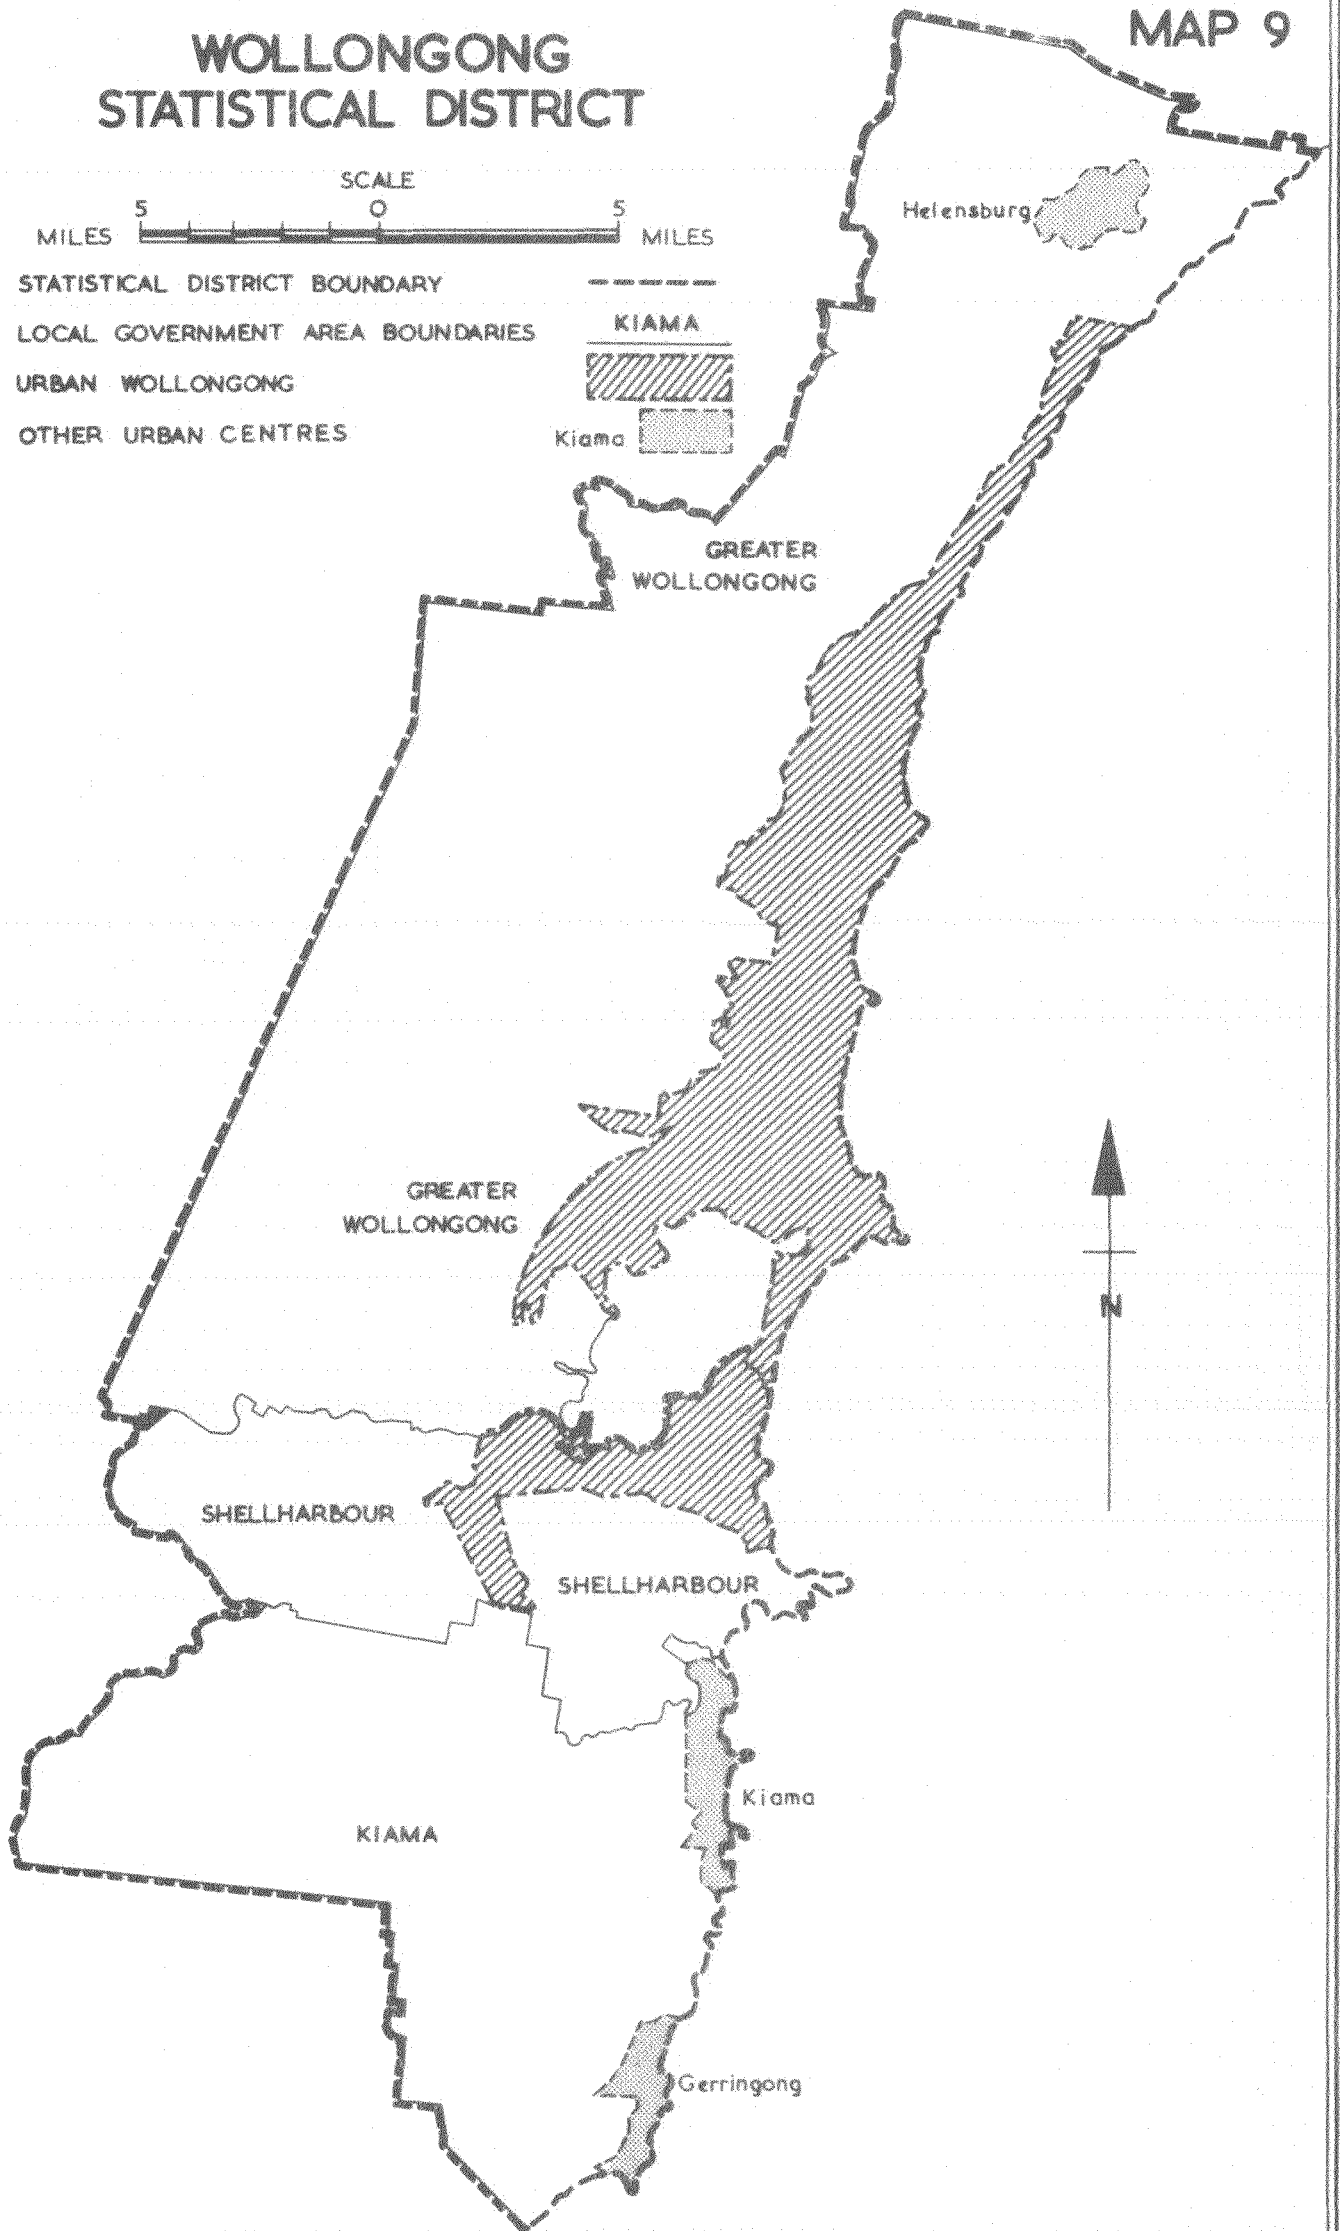 MAP 9
WOLLONGONG
STATISTICAL DISTRICT
SCALE
5 0 5
MILES MILES
STATISTICAL DISTRICT BOUNDARY
LOCAL GOVERNMENT AREA BOUNDARIES KIAMA
URBAN WOLLONGONG
OTHER URBAN CENTRES Kiama
Helensburg
GREATER
WOLLONGONG
GREATER
WOLLONGONG
N
SHELLHARBOUR
SHELLHARBOUR
Kiama
KIAMA
Gerringong